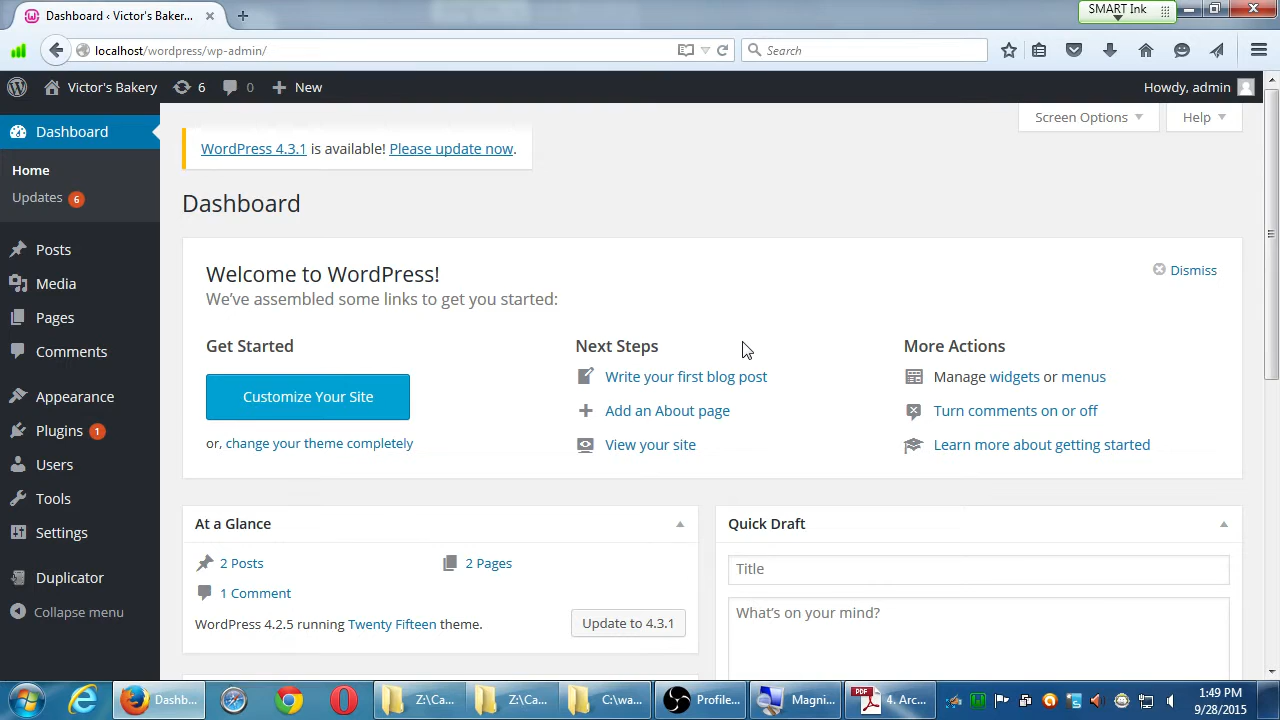 Dashboard ‹ Victor's Bakery...
SMART Ink
localhost/wordpress/wp-admin/
Search
Victor's Bakery
6
0
New
Howdy, admin
Dashboard
Home
Updates 6
Posts
Media
Pages
Comments
Appearance
Plugins 1
Users
Tools
Settings
Duplicator
Collapse menu
Screen Options
Help
WordPress 4.3.1 is available! Please update now.
Dashboard
Welcome to WordPress!
We've assembled some links to get you started:
Dismiss
Get Started
Customize Your Site
or, change your theme completely
Next Steps
Write your first blog post
Add an About page
View your site
More Actions
Manage widgets or menus
Turn comments on or off
Learn more about getting started
At a Glance
2 Posts
2 Pages
1 Comment
WordPress 4.2.5 running Twenty Fifteen theme.
Update to 4.3.1
Quick Draft
Title
What's on your mind?
Dashb...
Z:\Ca...
Z:\Ca...
C:\wa...
Profile...
Magni...
PDF
4. Arc...
1:49 PM
9/28/2015